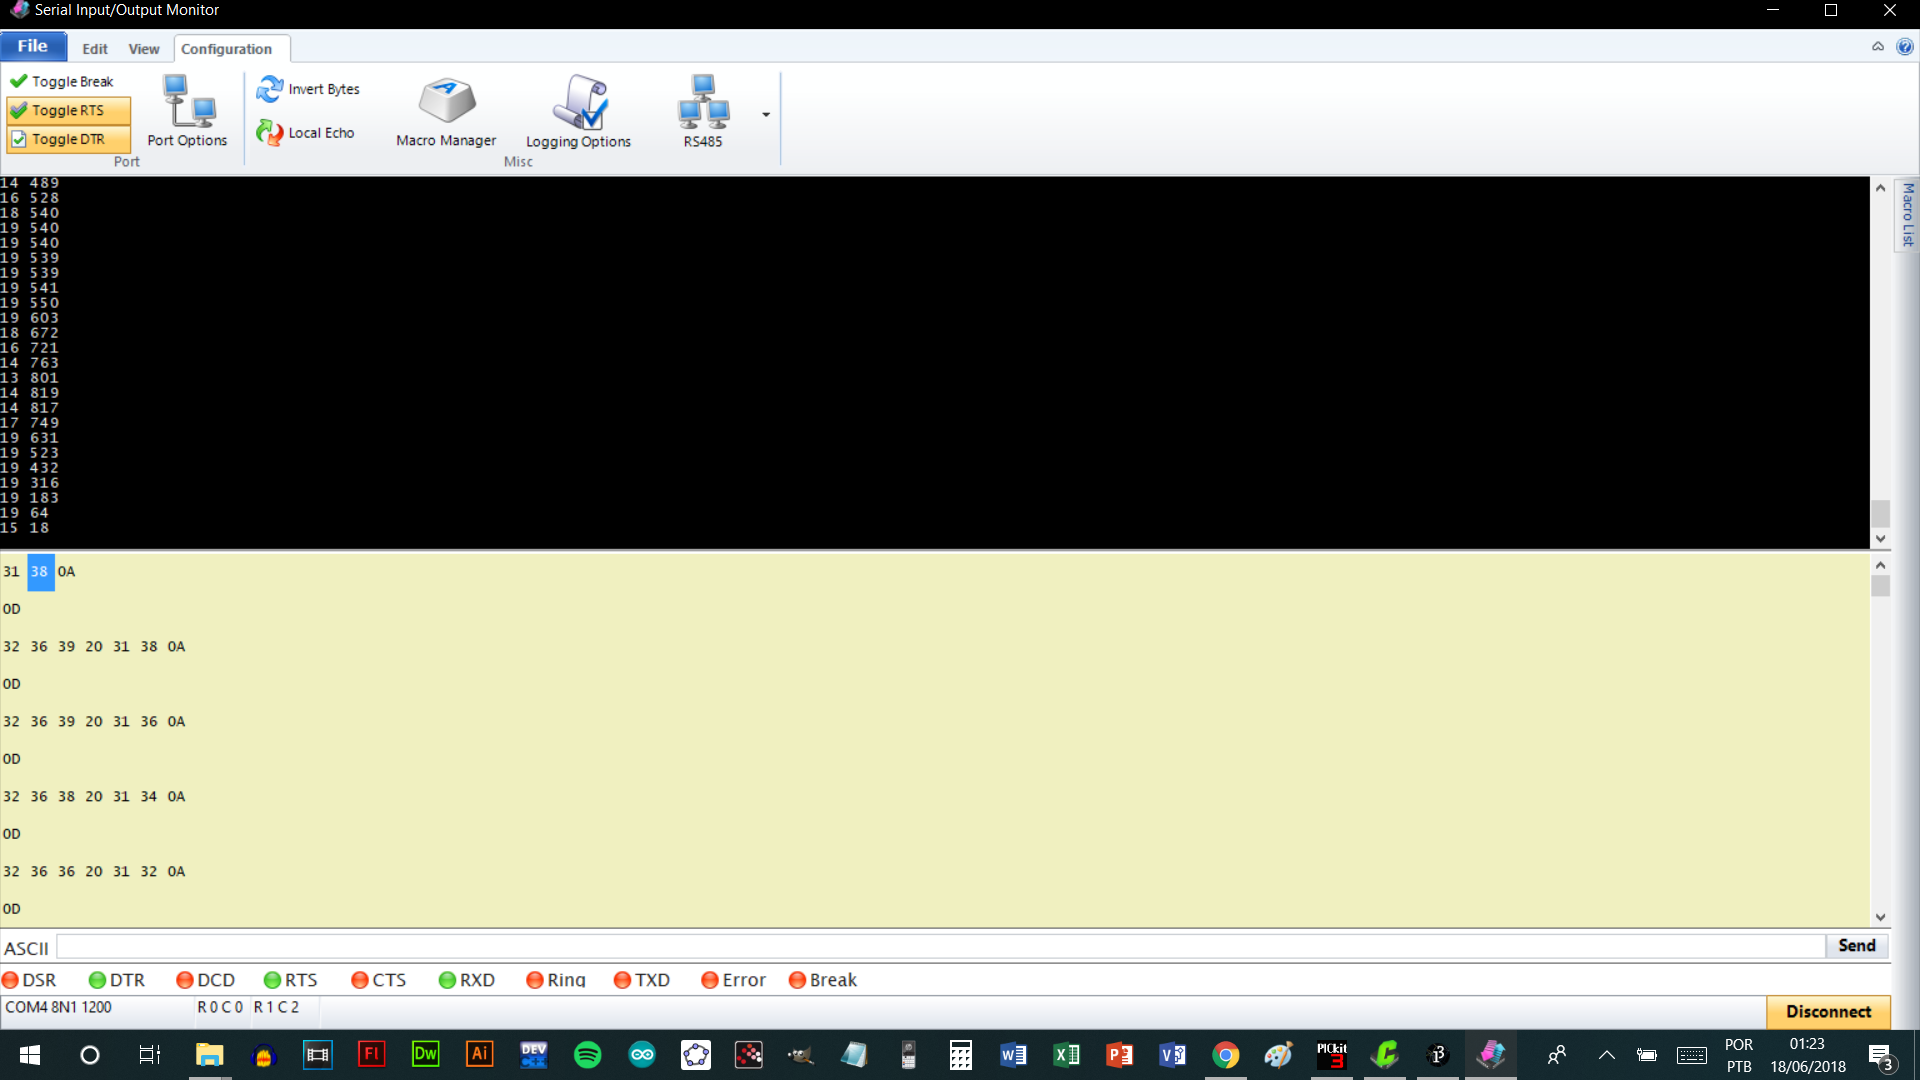 Serial Input/Output Monitor
File Edit View Configuration
Toggle Break
Toggle RTS
Toggle DTR
Port Options
Port
Invert Bytes
Local Echo
Macro Manager
Logging Options
RS485
Misc
Macro List
14 489
16 528
18 540
19 540
19 540
19 539
19 539
19 541
19 550
19 603
18 672
16 721
14 763
13 801
14 819
14 817
17 749
19 631
19 523
19 432
19 316
19 183
19 64
15 18
31 38 0A
0D
32 36 39 20 31 38 0A
0D
32 36 39 20 31 36 0A
0D
32 36 38 20 31 34 0A
0D
32 36 36 20 31 32 0A
0D
ASCII Send
DSR DTR DCD RTS CTS RXD Ring TXD Error Break
COM4 8N1 1200 R 0 C 0 R 1 C 2 Disconnect
Fl Dw Ai DEV C++ PICkit 3
POR 01:23
PTB 18/06/2018 3